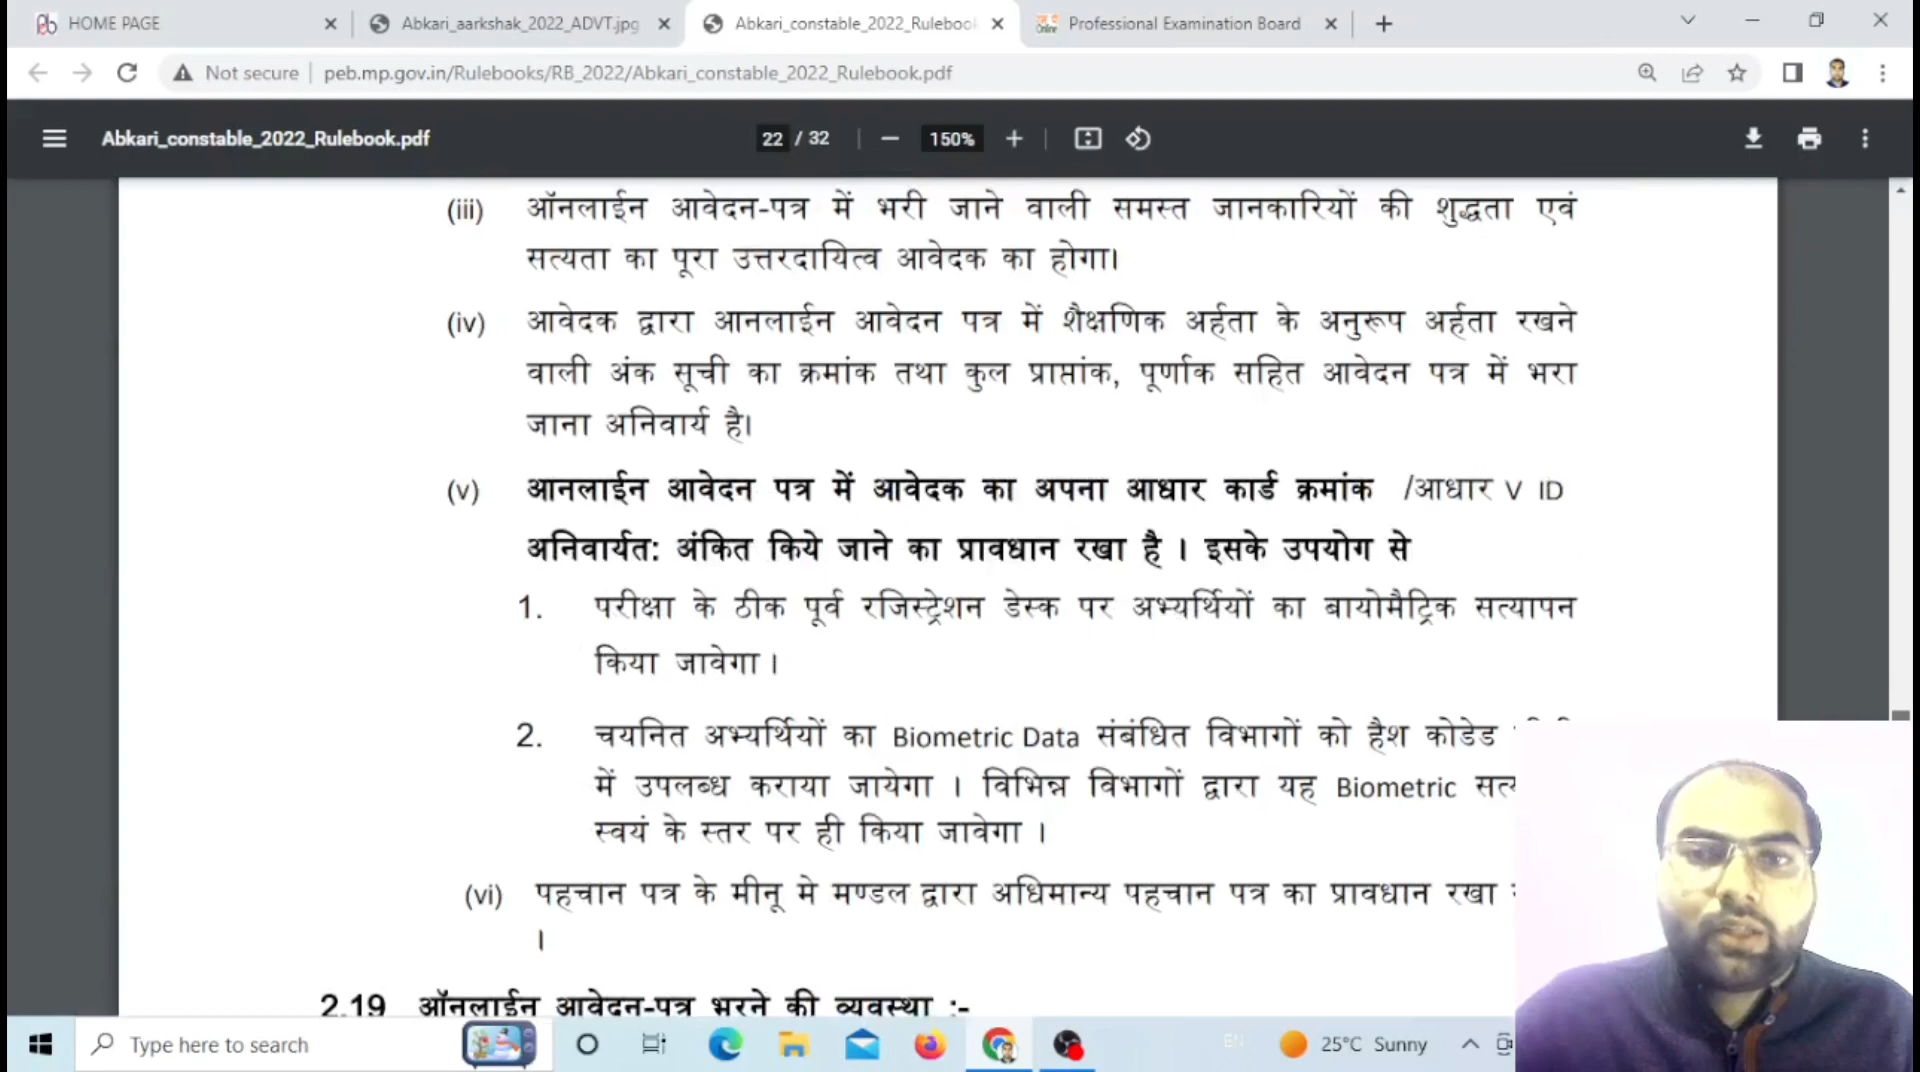 HOME PAGE
Abkari_aarkshak_2022_ADVT.jpg
Abkari_constable_2022_Rulebook
Professional Examination Board
Not secure
peb.mp.gov.in/Rulebooks/RB_2022/Abkari_constable_2022_Rulebook.pdf
Abkari_constable_2022_Rulebook.pdf
22 / 32
150%
(iii) ऑनलाईन आवेदन-पत्र में भरी जाने वाली समस्त जानकारियों की शुद्धता एवं
सत्यता का पूरा उत्तरदायित्व आवेदक का होगा।
(iv) आवेदक द्वारा आनलाईन आवेदन पत्र में शैक्षणिक अर्हता के अनुरूप अर्हता रखने
वाली अंक सूची का क्रमांक तथा कुल प्राप्तांक, पूर्णाक सहित आवेदन पत्र में भरा
जाना अनिवार्य है।
(v) आनलाईन आवेदन पत्र में आवेदक का अपना आधार कार्ड क्रमांक /आधार V ID
अनिवार्यत: अंकित किये जाने का प्रावधान रखा है । इसके उपयोग से
1. परीक्षा के ठीक पूर्व रजिस्ट्रेशन डेस्क पर अभ्यर्थियों का बायोमैट्रिक सत्यापन
किया जावेगा ।
2. चयनित अभ्यर्थियों का Biometric Data संबंधित विभागों को हैश कोडेड
में उपलब्ध कराया जायेगा । विभिन्न विभागों द्वारा यह Biometric
स्वयं के स्तर पर ही किया जावेगा ।
(vi) पहचान पत्र के मीनू मे मण्डल द्वारा अधिमान्य पहचान पत्र का प्रावधान रखा
।
2.19 ऑनलाईन आवेदन-पत्र भरने की व्यवस्था :-
Type here to search
EN
25°C Sunny